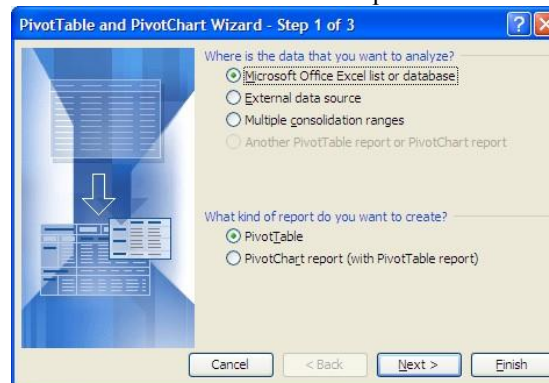 PivotTable and PivotChart Wizard - Step 1 of 3
Where is the data that you want to analyze?
Microsoft Office Excel list or database
External data source
Multiple consolidation ranges
Another PivotTable report or PivotChart report
What kind of report do you want to create?
PivotTable
PivotChart report (with PivotTable report)
Cancel < Back Next > Finish